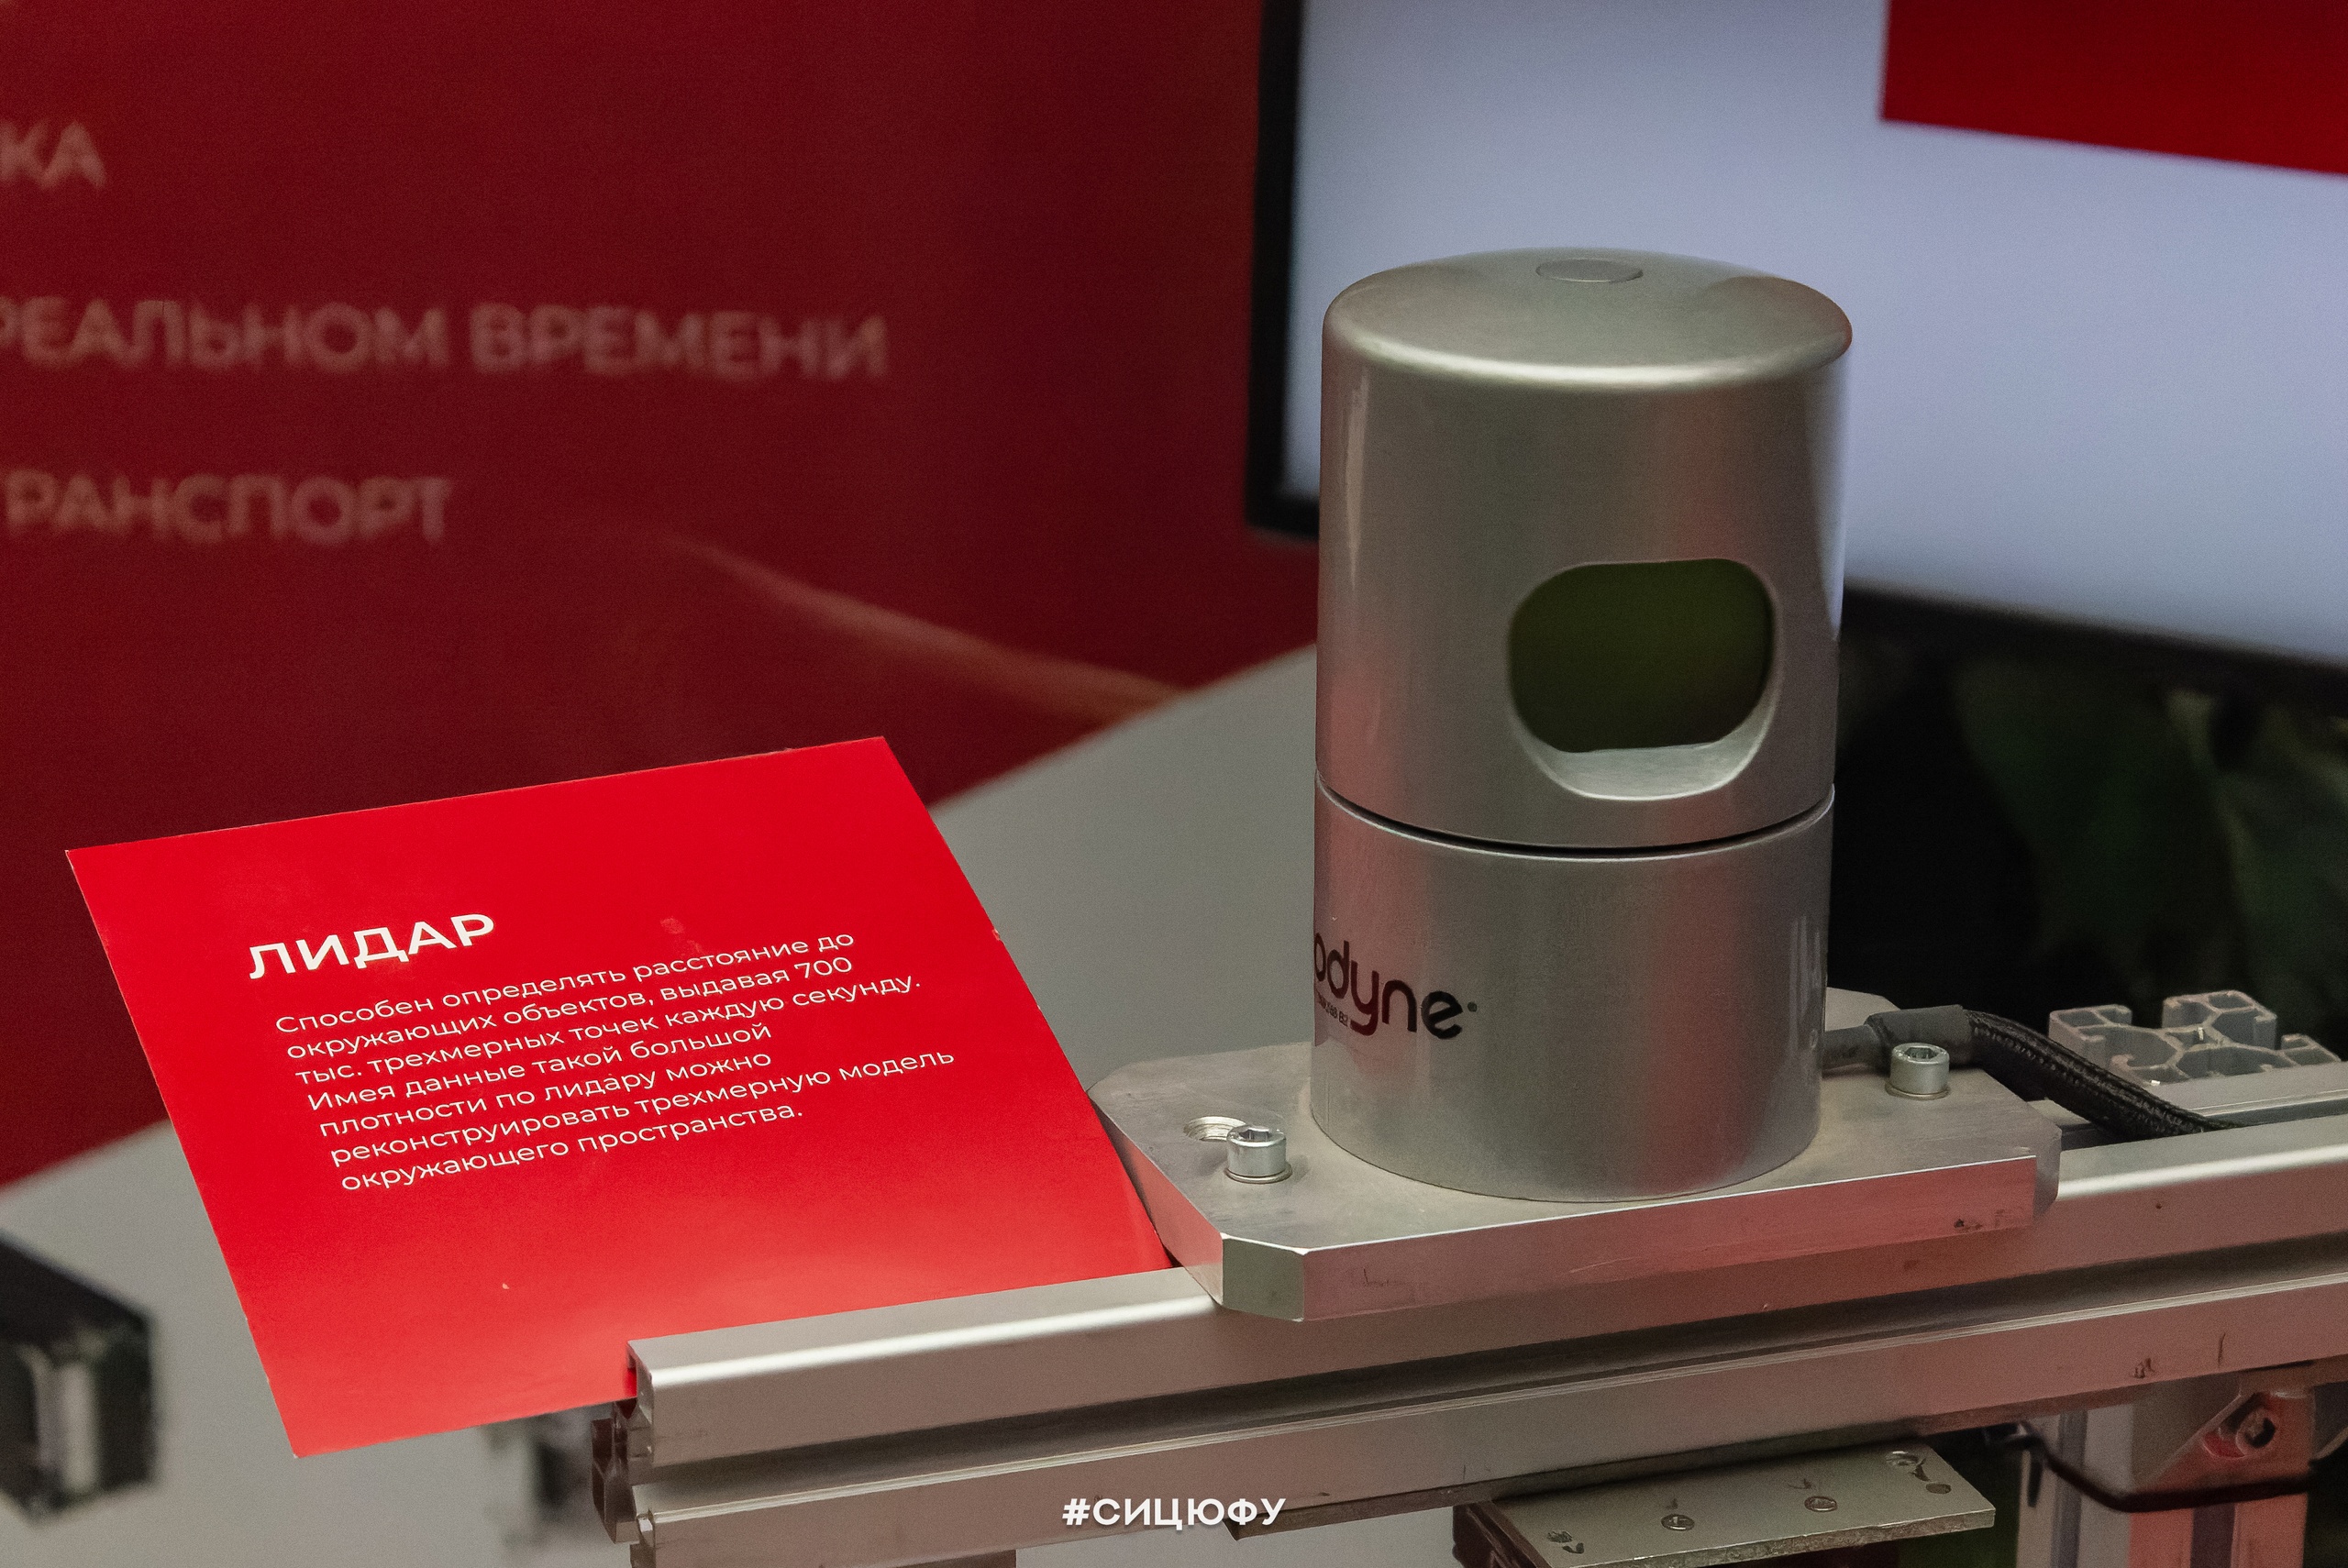 КА
РЕАЛЬНОМ ВРЕМЕНИ
ТРАНСПОРТ
ЛИДАР
Способен определять расстояние до
окружающих объектов, выдавая 700
тыс. трехмерных точек каждую секунду.
Имея данные такой большой
плотности по лидару можно
реконструировать трехмерную модель
окружающего пространства.
odyne
#СИЦЮФУ